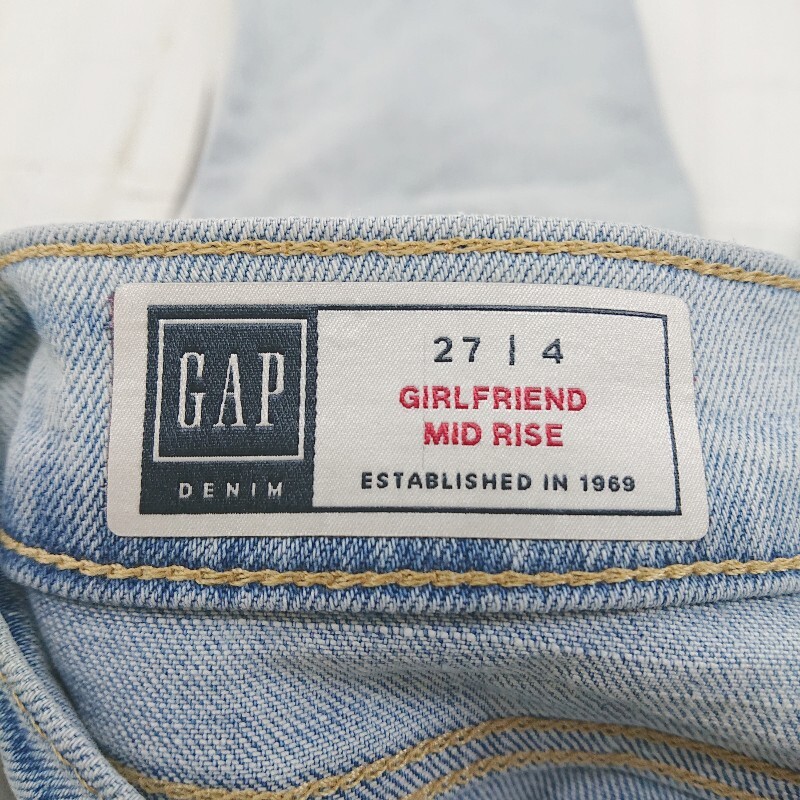 GAP
DENIM
27 | 4
GIRLFRIEND
MID RISE
ESTABLISHED IN 1969